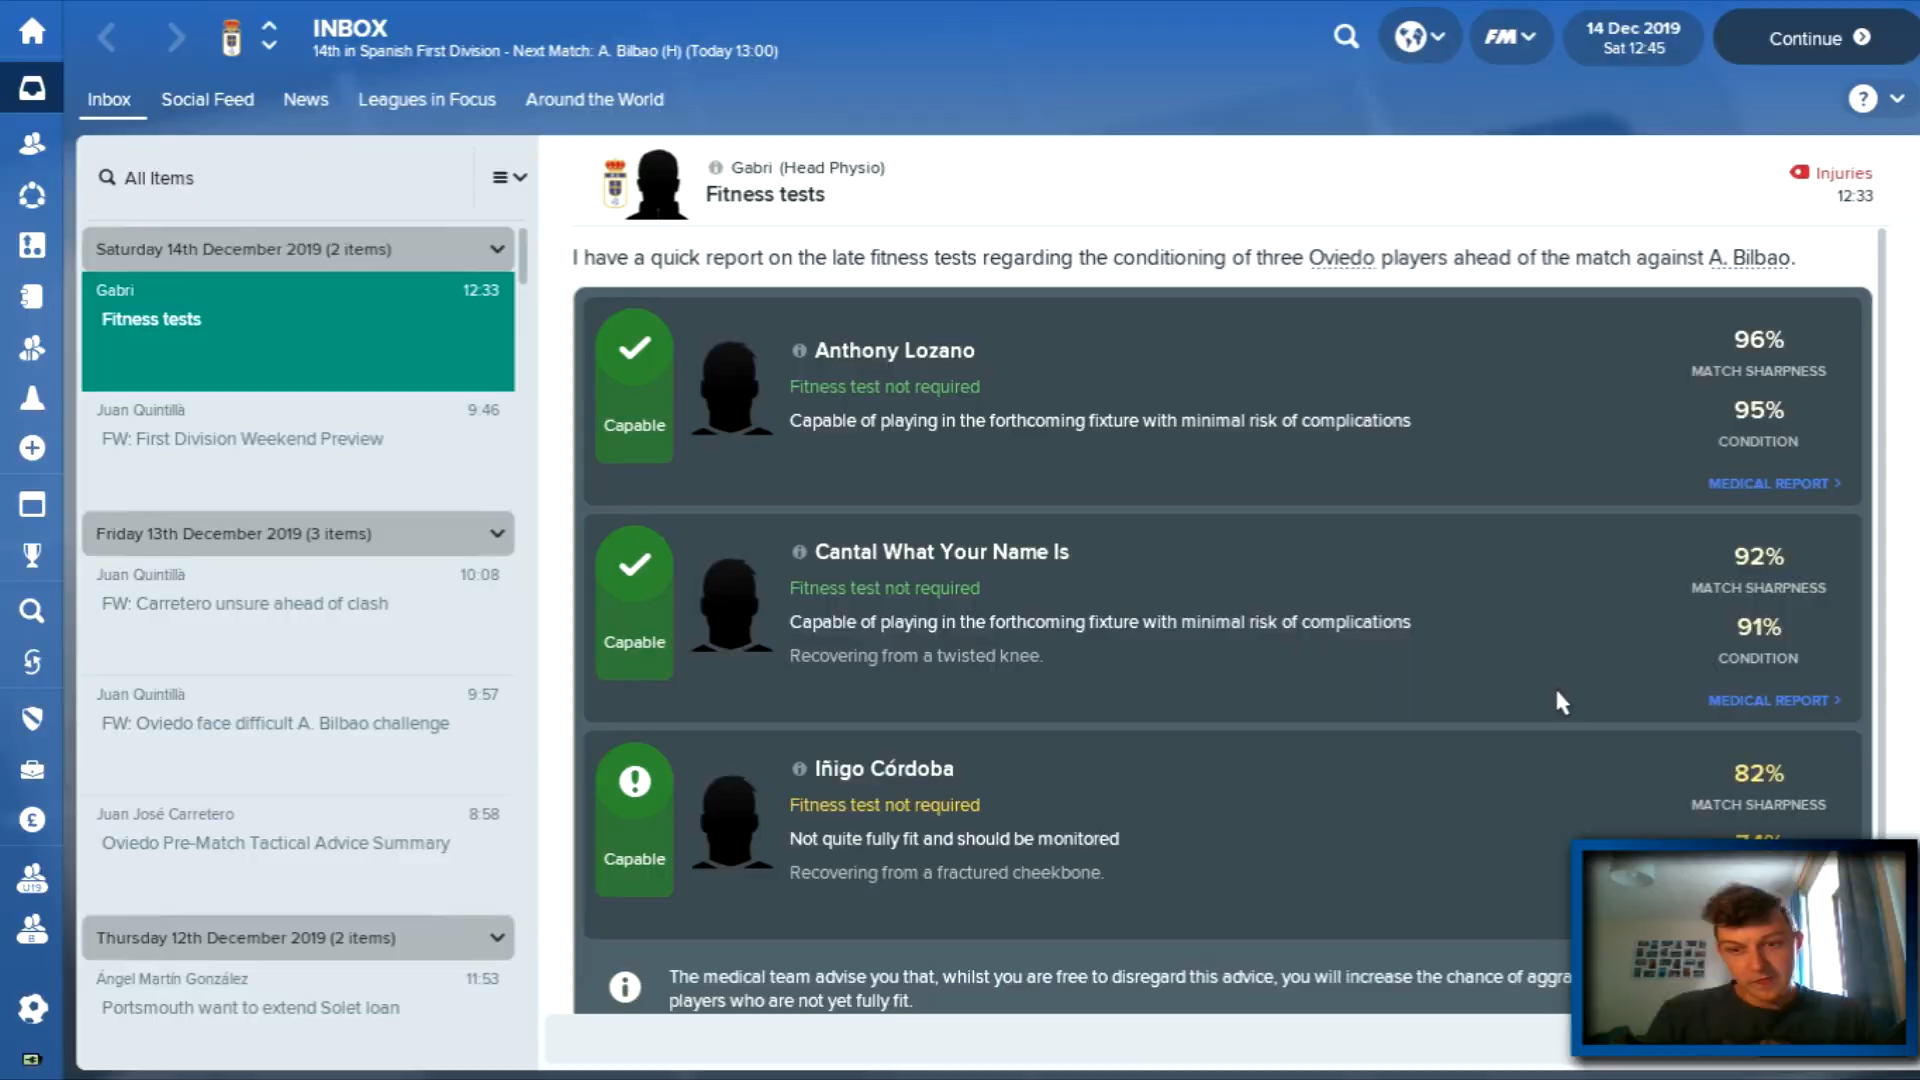 INBOX
14th in Spanish First Division - Next Match: A. Bilbao (H) (Today 13:00)
FM
14 Dec 2019
Sat 12:45
Continue
Inbox
Social Feed
News
Leagues in Focus
Around the World
?
All Items
Saturday 14th December 2019 (2 items)
Gabri 12:33
Fitness tests
Juan Quintillà 9:46
FW: First Division Weekend Preview
Friday 13th December 2019 (3 items)
Juan Quintillà 10:08
FW: Carretero unsure ahead of clash
Juan Quintillà 9:57
FW: Oviedo face difficult A. Bilbao challenge
Juan José Carretero 8:58
Oviedo Pre-Match Tactical Advice Summary
Thursday 12th December 2019 (2 items)
Ángel Martín González 11:53
Portsmouth want to extend Solet loan
U19
B
Gabri (Head Physio)
Fitness tests
Injuries
12:33
I have a quick report on the late fitness tests regarding the conditioning of three Oviedo players ahead of the match against A. Bilbao.
Capable
Anthony Lozano
Fitness test not required
Capable of playing in the forthcoming fixture with minimal risk of complications
96%
MATCH SHARPNESS
95%
CONDITION
MEDICAL REPORT >
Capable
Cantal What Your Name Is
Fitness test not required
Capable of playing in the forthcoming fixture with minimal risk of complications
Recovering from a twisted knee.
92%
MATCH SHARPNESS
91%
CONDITION
MEDICAL REPORT >
Capable
Iñigo Córdoba
Fitness test not required
Not quite fully fit and should be monitored
Recovering from a fractured cheekbone.
82%
MATCH SHARPNESS
The medical team advise you that, whilst you are free to disregard this advice, you will increase the chance of aggra
players who are not yet fully fit.